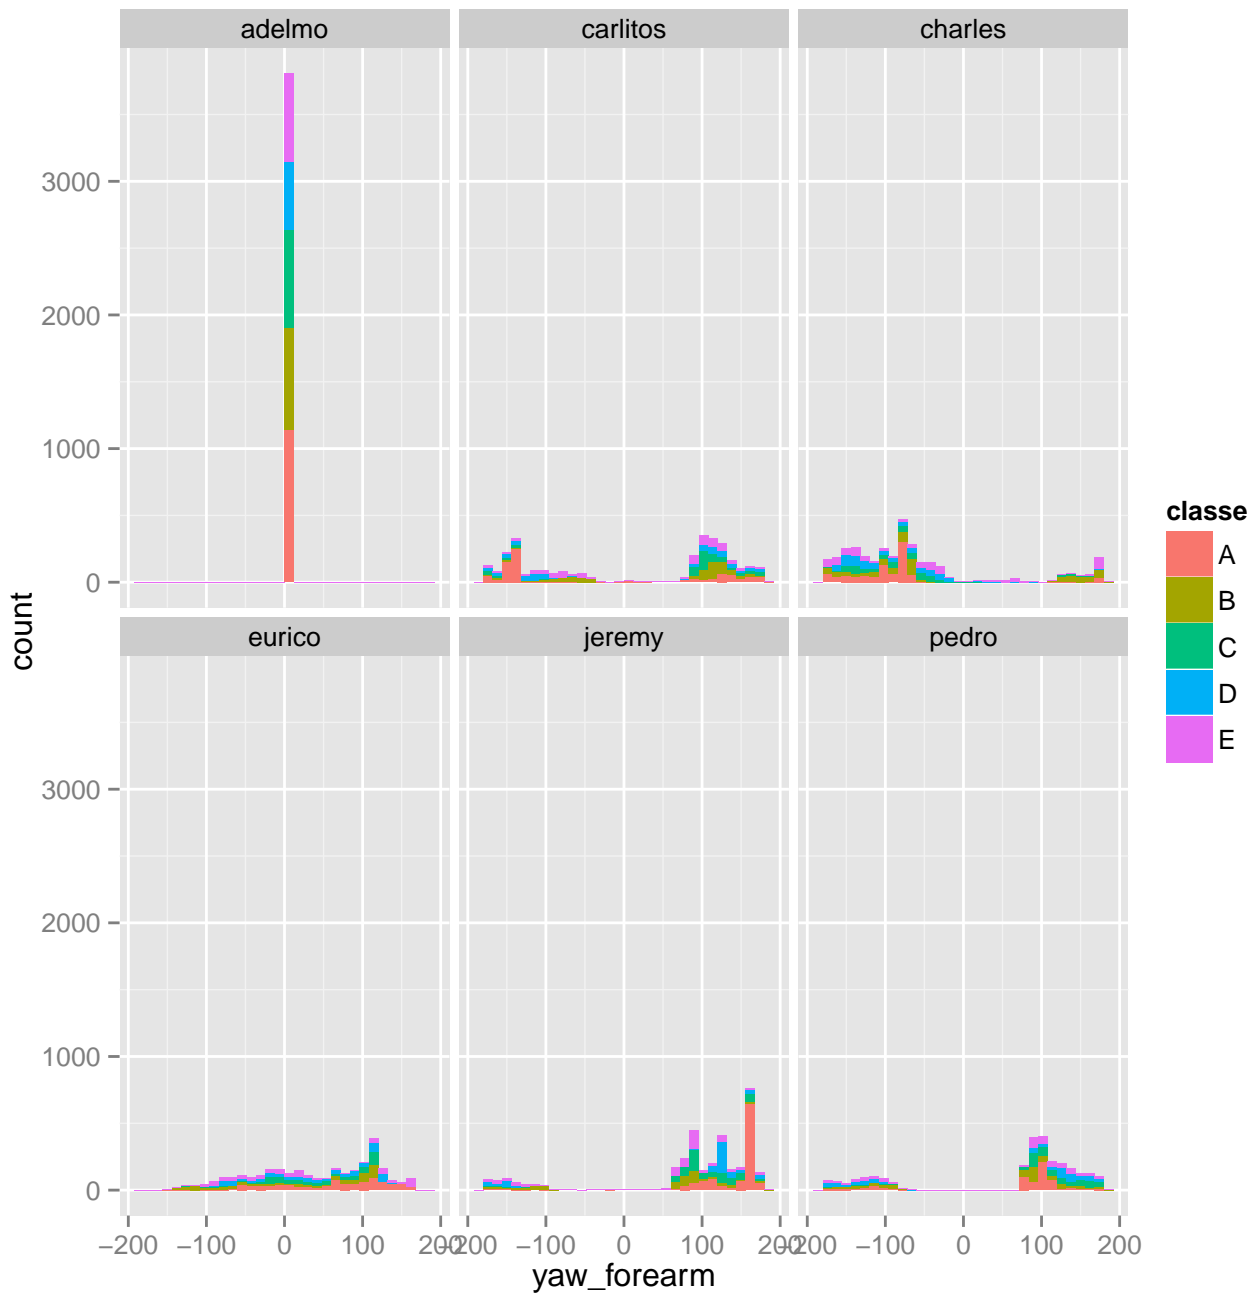 adelmo carlitos charles
3000
2000
1000
0
eurico jeremy pedro
3000
2000
1000
0
−200 −100 0 100 200 −200 −100 0 100 200 −200 −100 0 100 200
yaw_forearm
count
classe
A
B
C
D
E